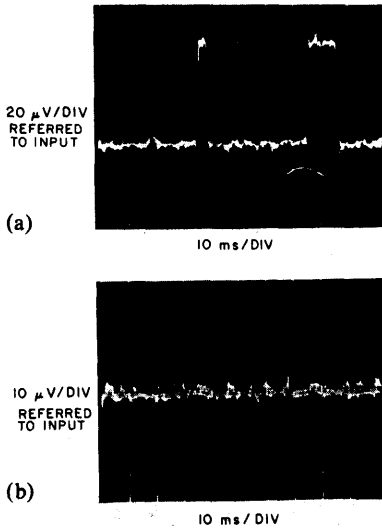 (a)
20 μV/DIV
REFERRED
TO INPUT
10 ms/DIV
(b)
10 μV/DIV
REFERRED
TO INPUT
10 ms/DIV